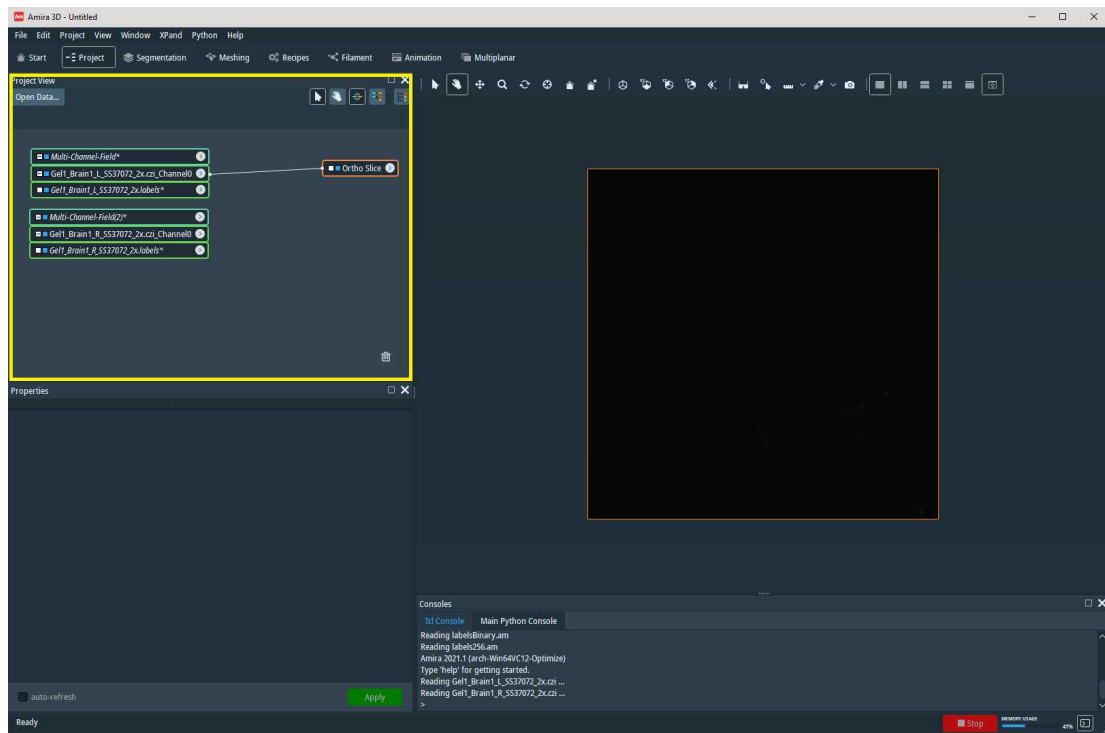 Am Amira 3D - Untitled
File Edit Project View Window XPand Python Help
Start Project Segmentation Meshing Recipes Filament Animation Multiplanar
Project View
Open Data...
Multi-Channel-Field*
Gel1_Brain1_L_SS37072_2x.czi_Channel0
Ortho Slice
Gel1_Brain1_L_SS37072_2x.labels*
Multi-Channel-Field(2)*
Gel1_Brain1_R_SS37072_2x.czi_Channel0
Gel1_Brain1_R_SS37072_2x.labels*
Properties
auto-refresh
Apply
Consoles
Tcl Console Main Python Console
Reading labelsBinary.am
Reading labels256.am
Amira 2021.1 (arch-Win64VC12-Optimize)
Type 'help' for getting started.
Reading Gel1_Brain1_L_SS37072_2x.czi ...
Reading Gel1_Brain1_R_SS37072_2x.czi ...
>
Ready
Stop
MEMORY USAGE
41%